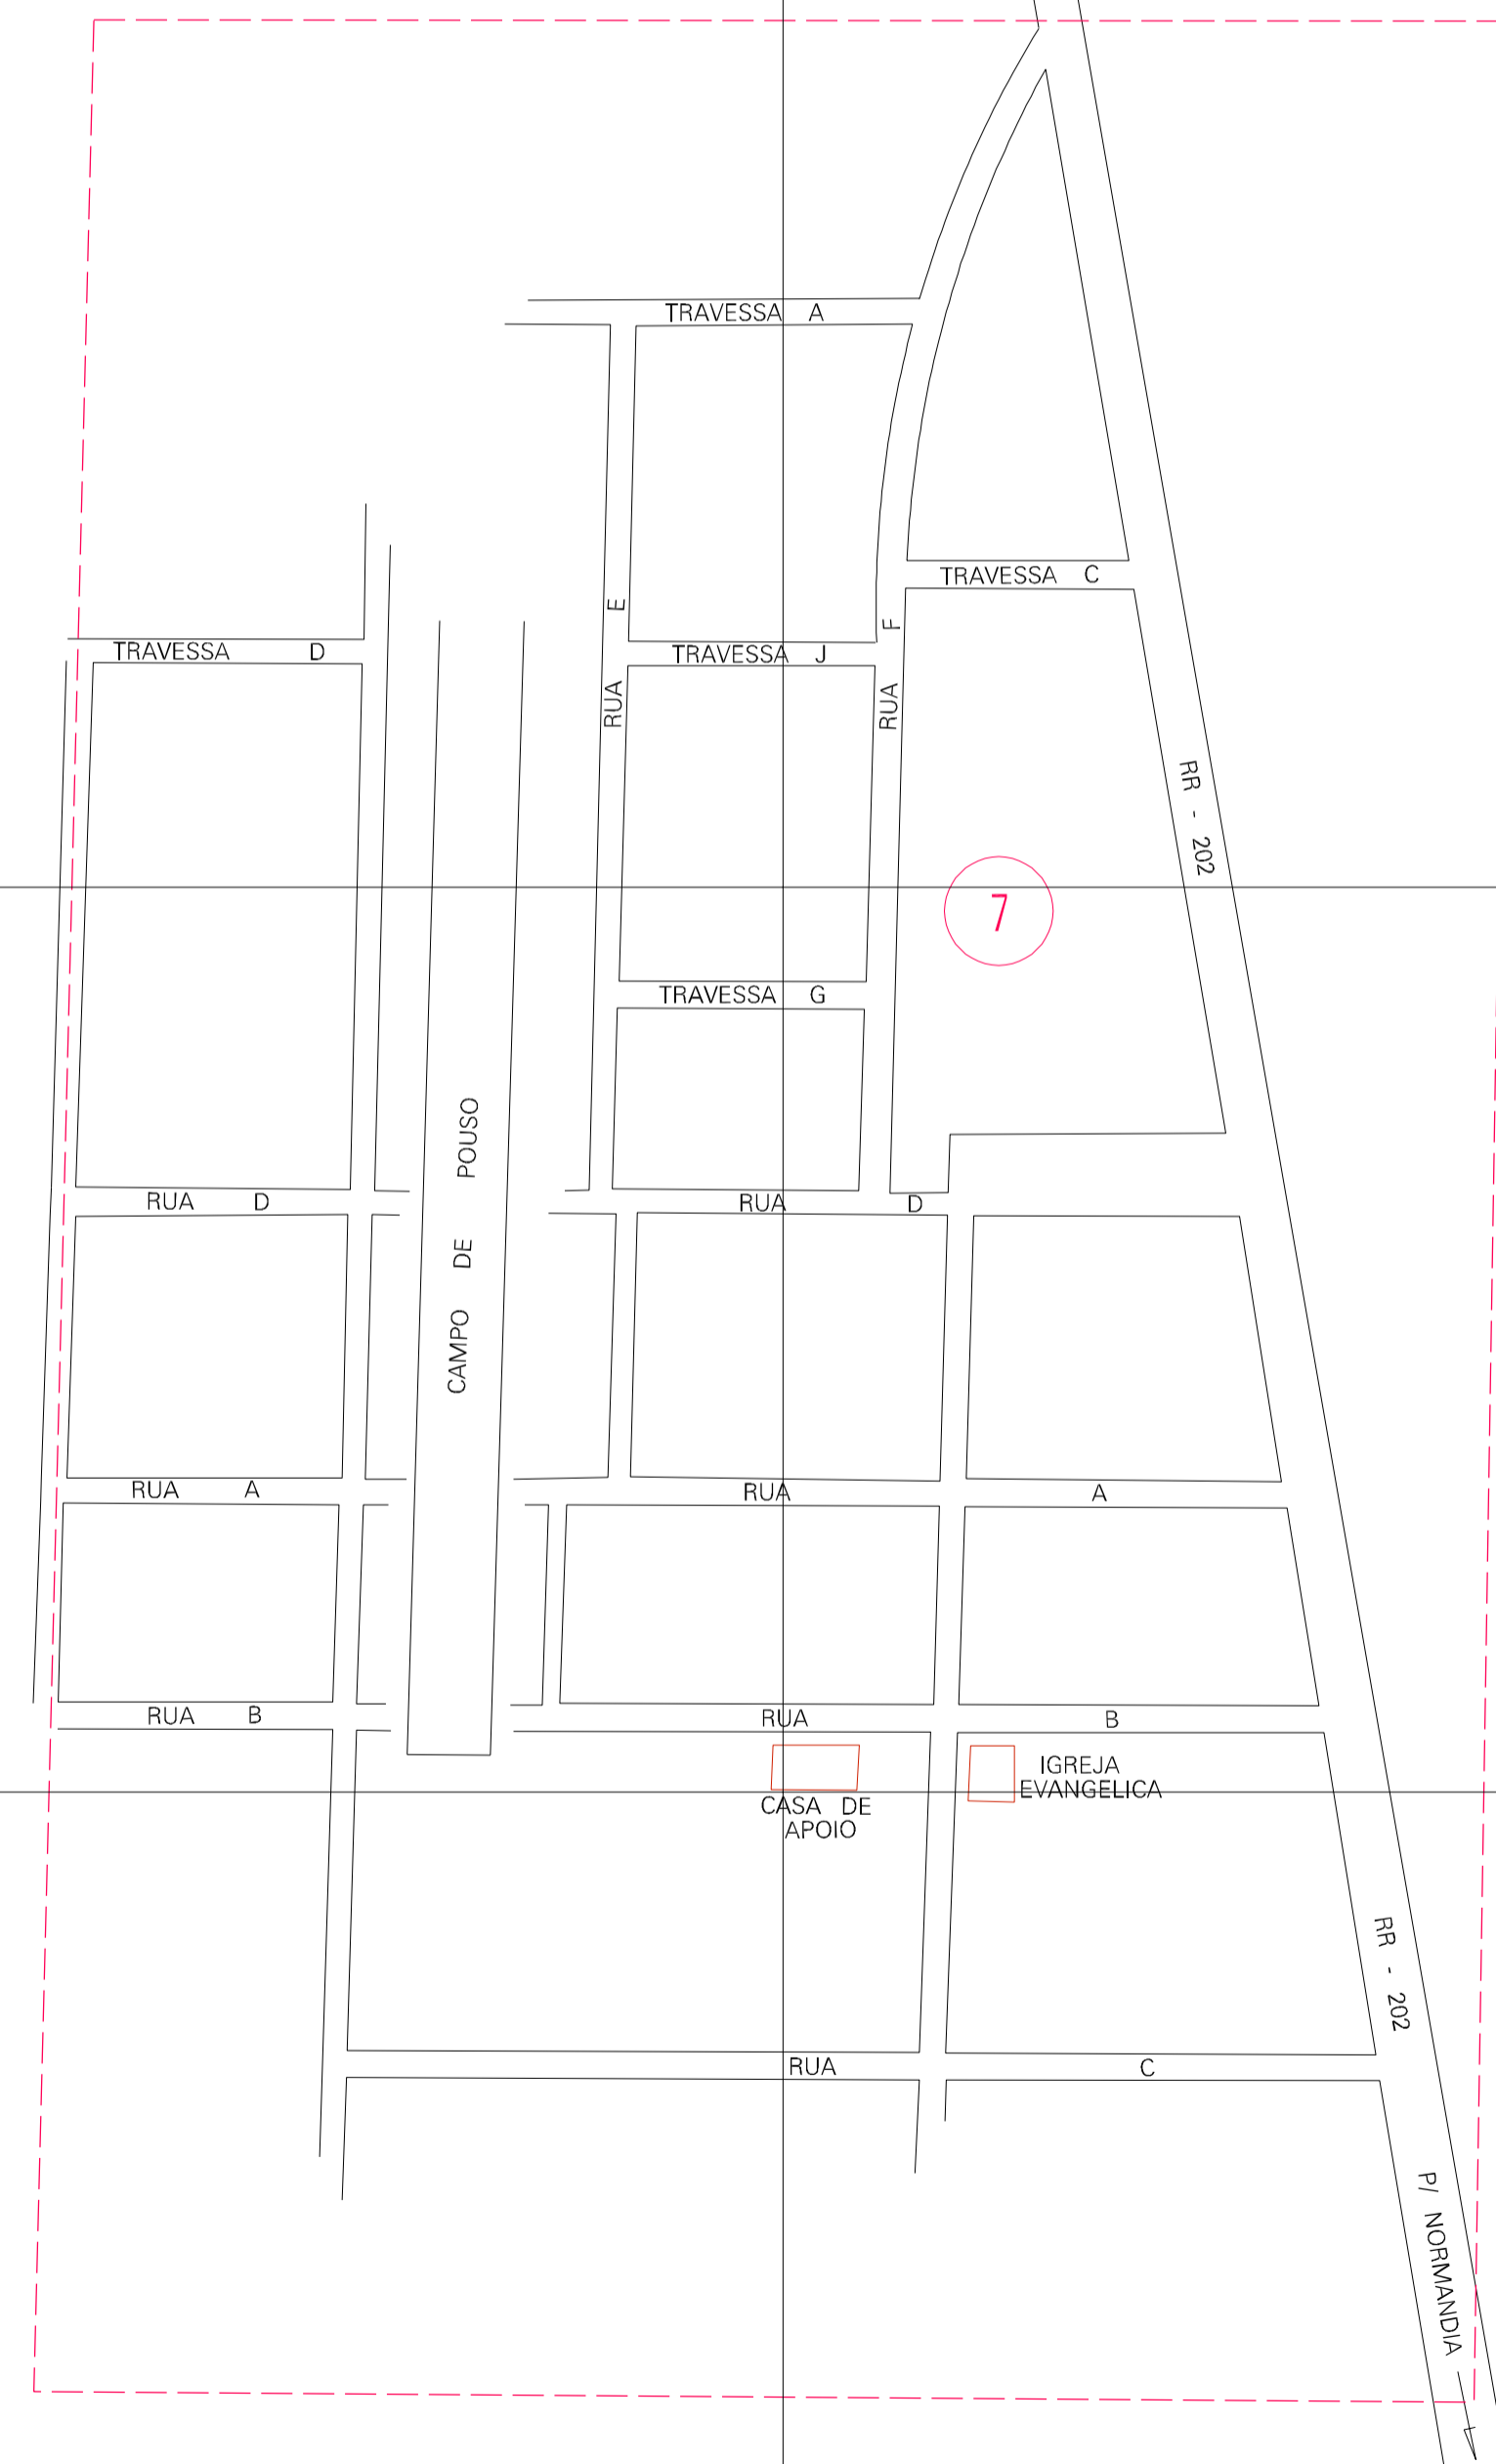 TRAVESSA A
TRAVESSA C
TRAVESSA D
TRAVESSA J
RUA E
RUA F
RR - 202
7
TRAVESSA G
CAMPO DE POUSO
RUA D
RUA D
RUA A
RUA A
RUA B
RUA B
IGREJA
EVANGELICA
CASA DE
APOIO
RR - 202
RUA C
P/ NORMANDIA